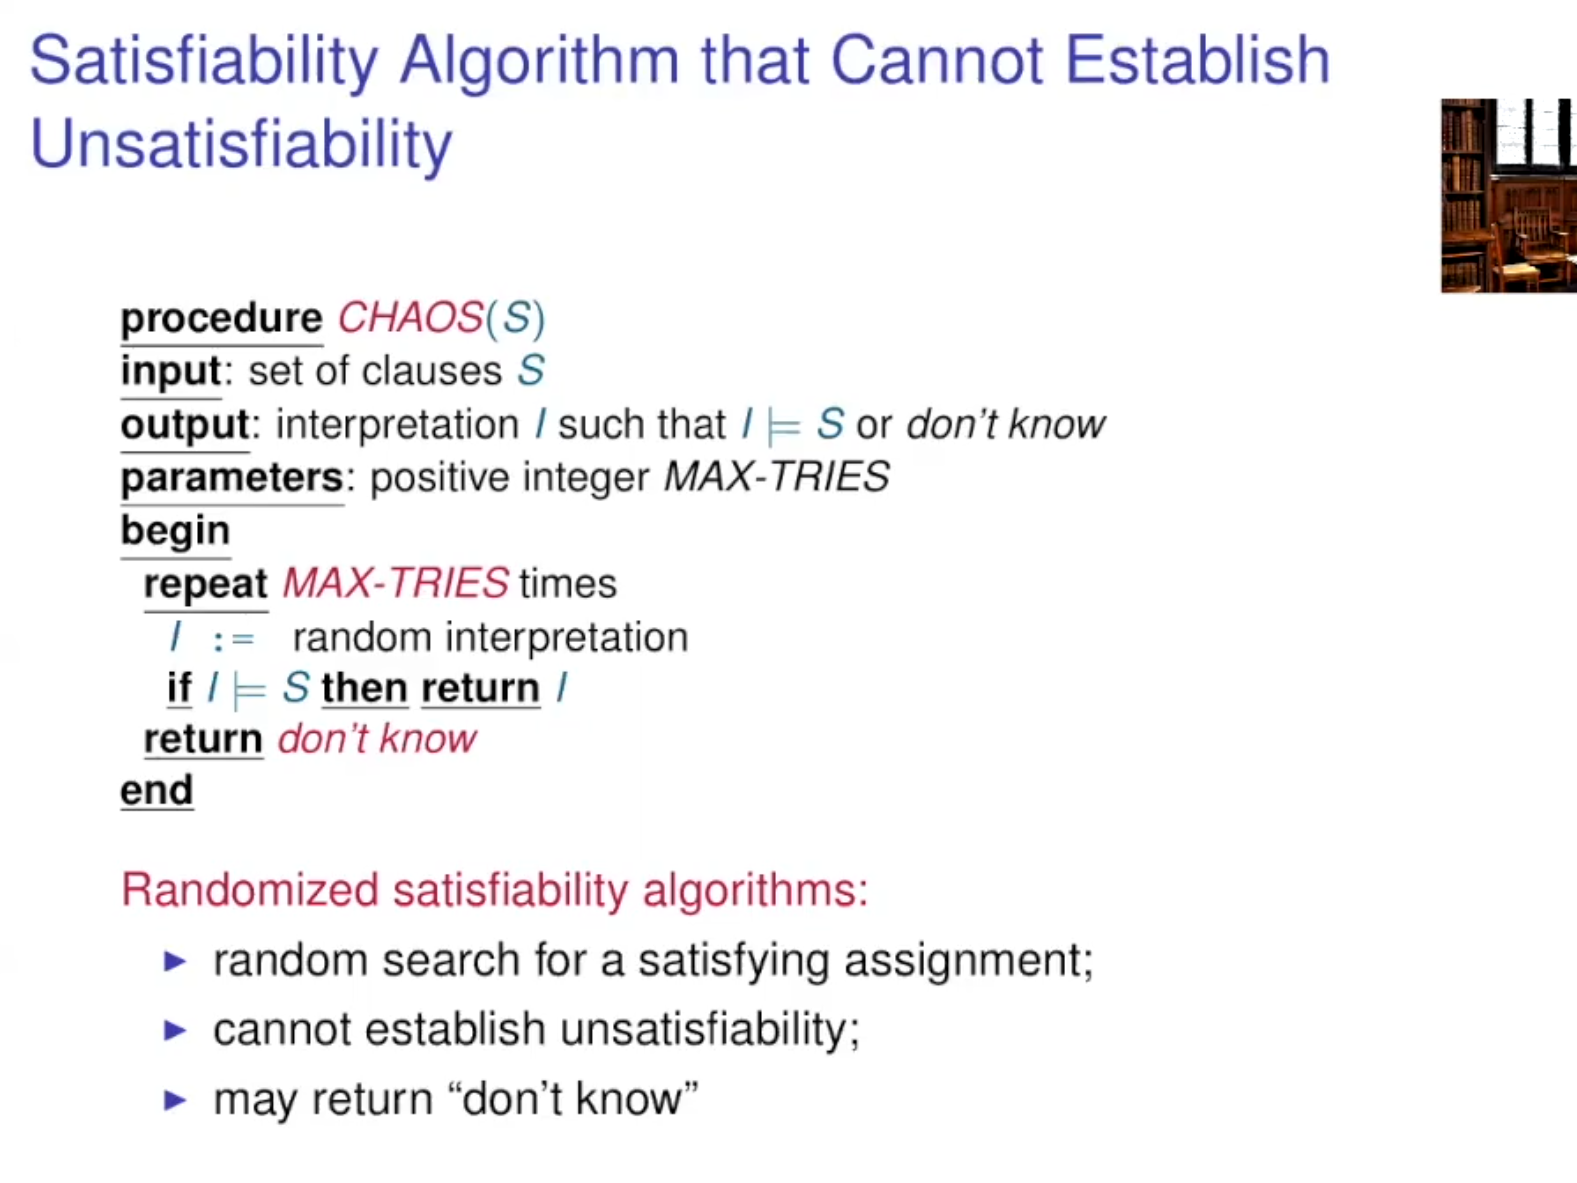 Satisfiability Algorithm that Cannot Establish
Unsatisfiability
procedure CHAOS(S)
input: set of clauses S
output: interpretation I such that I ⊨ S or don't know
parameters: positive integer MAX-TRIES
begin
repeat MAX-TRIES times
I := random interpretation
if I ⊨ S then return I
return don't know
end
Randomized satisfiability algorithms:
▶ random search for a satisfying assignment;
▶ cannot establish unsatisfiability;
▶ may return “don't know”